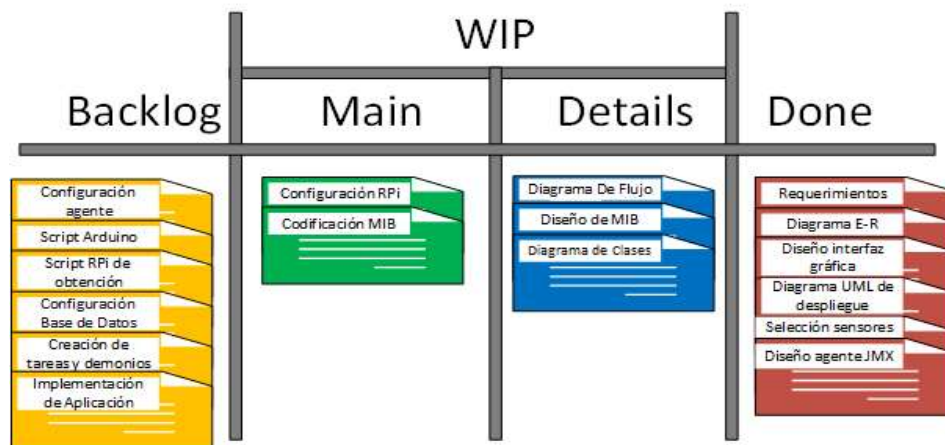 WIP
Backlog
Main
Details
Done
Configuración
agente
Script Arduino
Script RPi de
obtención
Configuración
Base de Datos
Creación de
tareas y demonios
Implementación
de Aplicación
Configuración RPi
Codificación MIB
Diagrama De Flujo
Diseño de MIB
Diagrama de Clases
Requerimientos
Diagrama E-R
Diseño interfaz
gráfica
Diagrama UML de
despliegue
Selección sensores
Diseño agente JMX